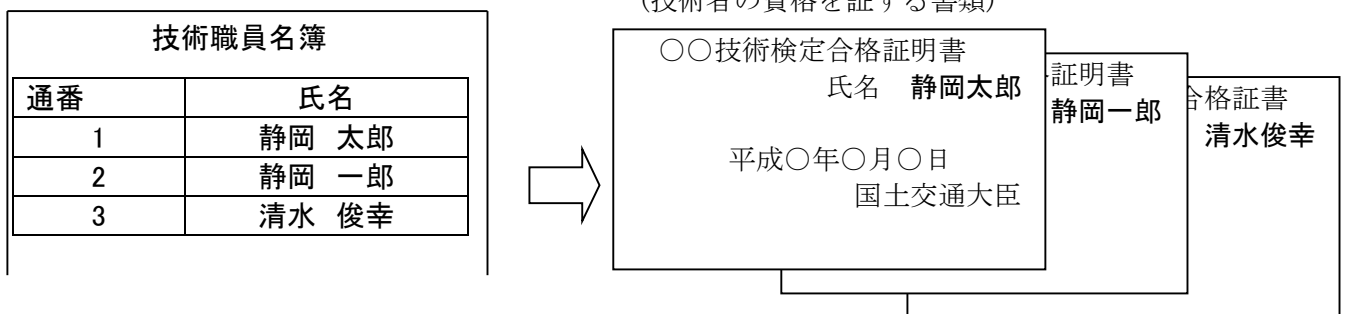 技術職員名簿
通番 氏名
1 静岡 太郎
2 静岡 一郎
3 清水 俊幸
(技術者の資格を証する書類)
○○技術検定合格証明書
氏名 静岡太郎
平成○年○月○日
国土交通大臣
証明書
静岡一郎
合格証書
清水俊幸